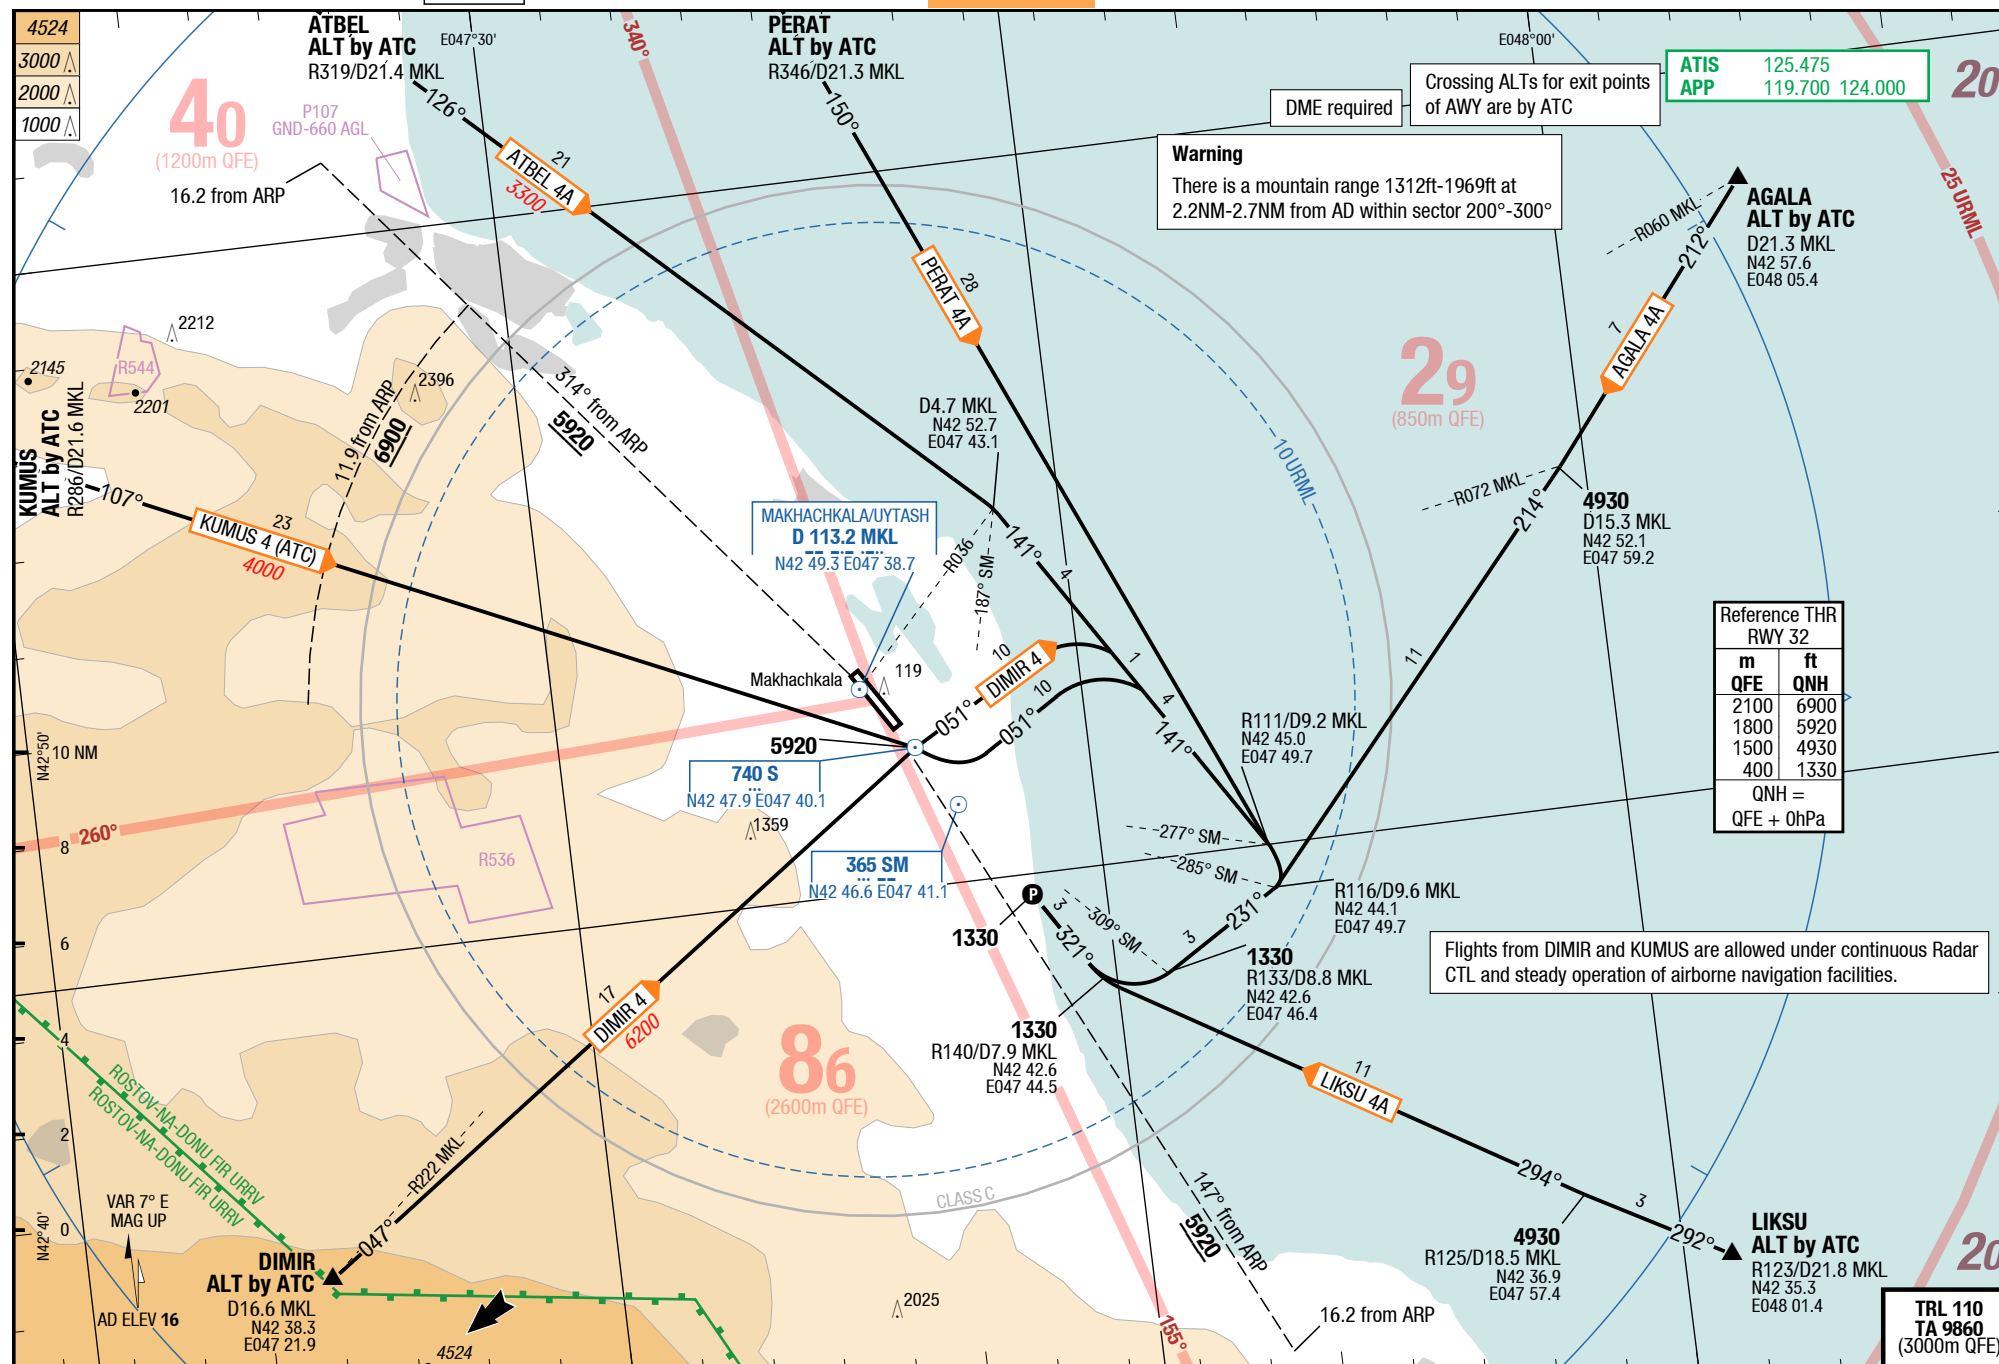 4524
3000
2000
1000
ATBEL
ALT by ATC
R319/D21.4 MKL
E047°30'
340°
PERAT
ALT by ATC
R346/D21.3 MKL
E048°00'
DME required
Crossing ALTs for exit points
of AWY are by ATC
ATIS 125.475
APP 119.700 124.000
20
40
(1200m QFE)
P107
GND-660 AGL
16.2 from ARP
126°
21
ATBEL 4A
3300
150°
28
PERAT 4A
Warning
There is a mountain range 1312ft-1969ft at
2.2NM-2.7NM from AD within sector 200°-300°
25 URML
AGALA
ALT by ATC
D21.3 MKL
N42 57.6
E048 05.4
R060 MKL
212°
7
AGALA 4A
2212
2145
R544
2201
2396
11.9 from ARP
6900
314° from ARP
5920
29
(850m QFE)
10 URML
D4.7 MKL
N42 52.7
E047 43.1
KUMUS
ALT by ATC
R286/D21.6 MKL
107°
23
KUMUS 4 (ATC)
4000
MAKHACHKALA/UYTASH
D 113.2 MKL
N42 49.3 E047 38.7
R036
187° SM
141°
4
R072 MKL
214°
4930
D15.3 MKL
N42 52.1
E047 59.2
11
Reference THR
RWY 32
m ft
QFE QNH
2100 6900
1800 5920
1500 4930
400 1330
QNH =
QFE + 0hPa
Makhachkala
119
10
DIMIR 4
1
10
4
051°
051°
141°
5920
740 S
N42 47.9 E047 40.1
R111/D9.2 MKL
N42 45.0
E047 49.7
N42°50'
10 NM
8
6
4
2
0
260°
R536
1359
365 SM
N42 46.6 E047 41.1
277° SM
285° SM
R116/D9.6 MKL
N42 44.1
E047 49.7
P
3
309° SM
231°
3
1330
321°
1330
R133/D8.8 MKL
N42 42.6
E047 46.4
Flights from DIMIR and KUMUS are allowed under continuous Radar
CTL and steady operation of airborne navigation facilities.
17
DIMIR 4
6200
1330
R140/D7.9 MKL
N42 42.6
E047 44.5
86
(2600m QFE)
11
LIKSU 4A
ROSTOV-NA-DONU FIR URRV
ROSTOV-NA-DONU FIR URRV
R222 MKL
CLASS C
147° from ARP
5920
294°
3
292°
4930
R125/D18.5 MKL
N42 36.9
E047 57.4
LIKSU
ALT by ATC
R123/D21.8 MKL
N42 35.3
E048 01.4
20
VAR 7° E
MAG UP
N42°40'
AD ELEV 16
047°
DIMIR
ALT by ATC
D16.6 MKL
N42 38.3
E047 21.9
4524
2025
155°
16.2 from ARP
TRL 110
TA 9860
(3000m QFE)